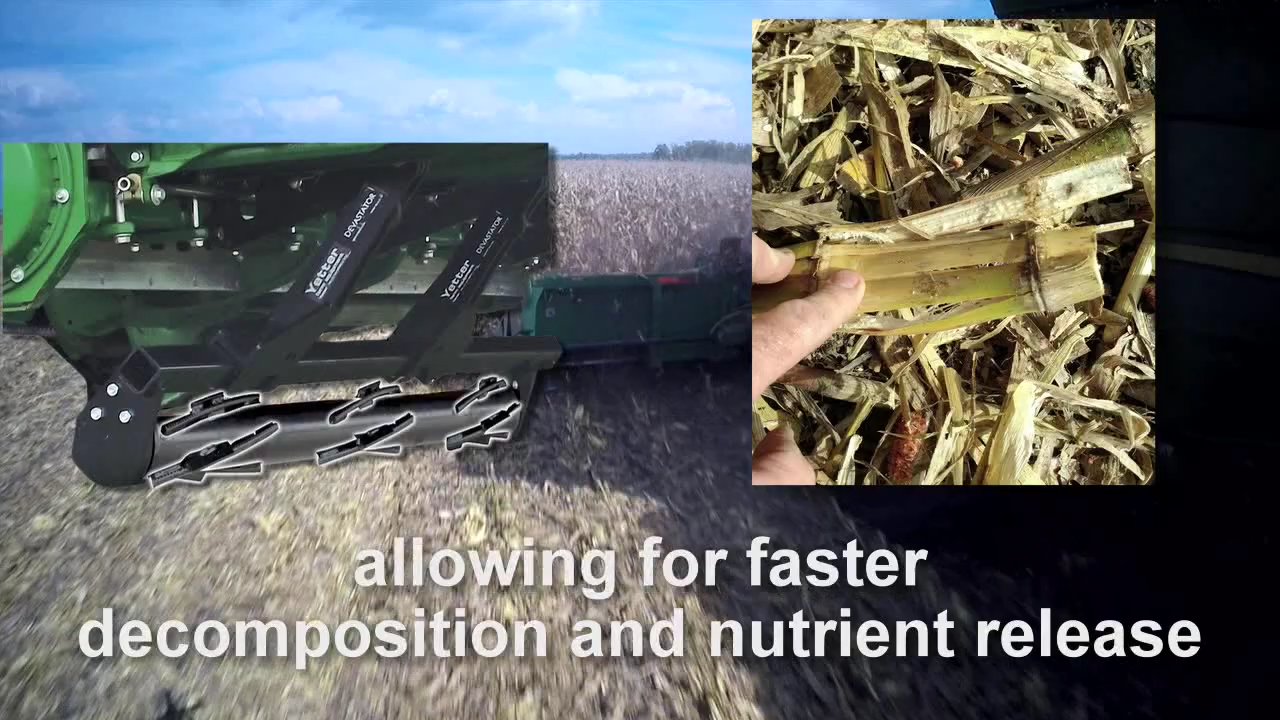 DEVASTATOR
Yetter
DEVASTATOR
Yetter
allowing for faster
decomposition and nutrient release